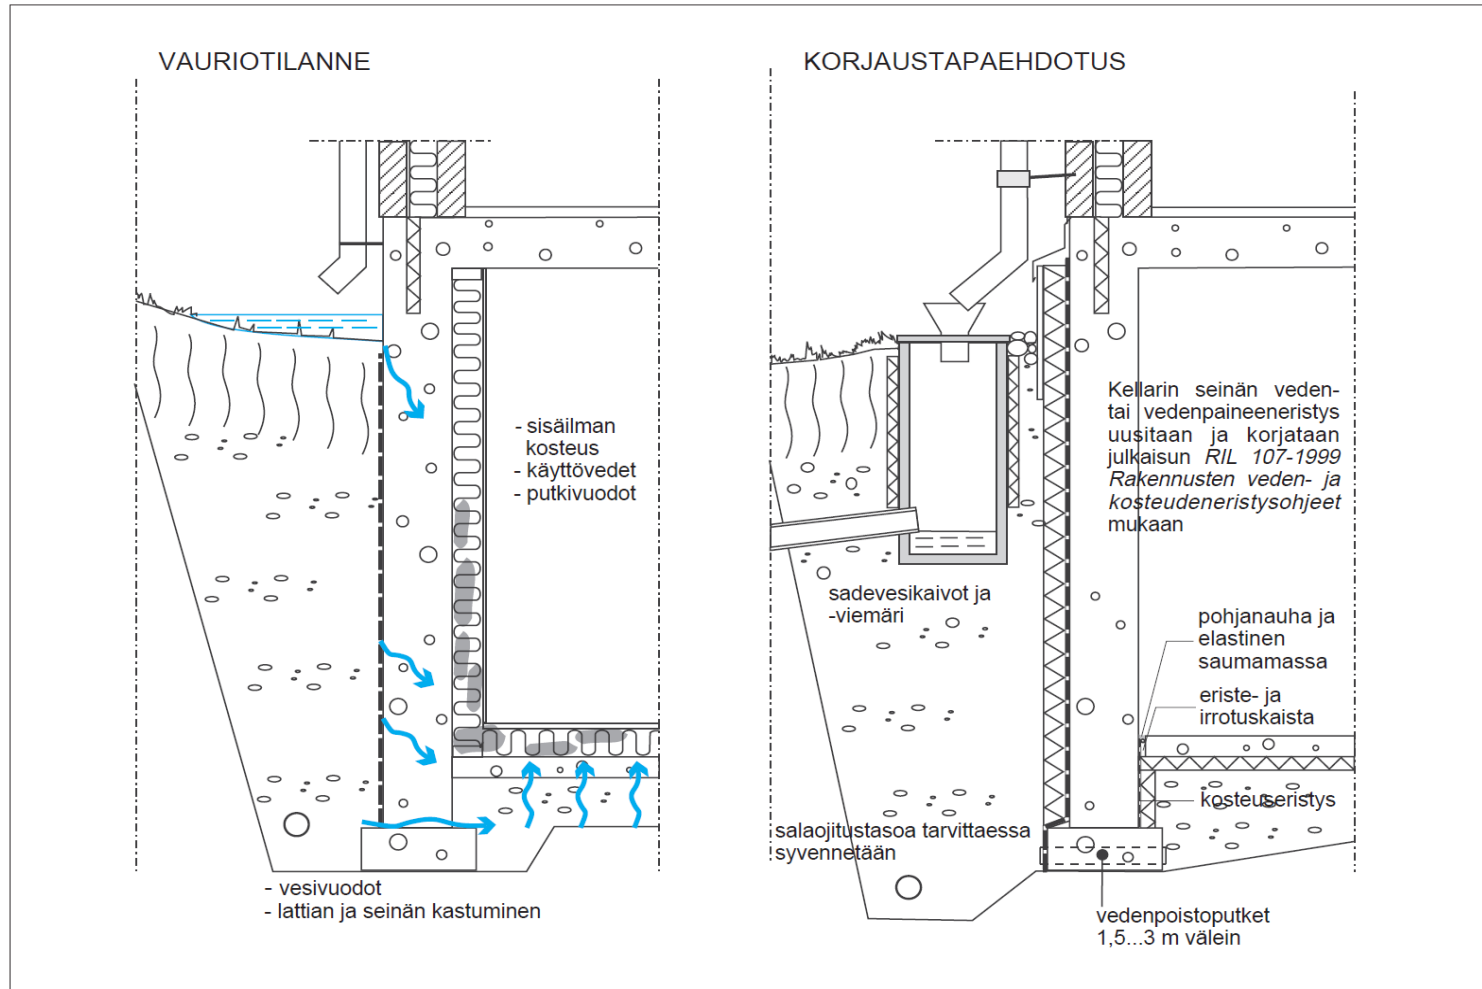 VAURIOTILANNE
- sisäilman
kosteus
- käyttövedet
- putkivuodot
- vesivuodot
- lattian ja seinän kastuminen
KORJAUSTAPAEHDOTUS
Kellarin seinän veden-
tai vedenpaineeneristys
uusitaan ja korjataan
julkaisun RIL 107-1999
Rakennusten veden- ja
kosteudeneristysohjeet
mukaan
sadevesikaivot ja
-viemäri
pohjanauha ja
elastinen
saumamassa
eriste- ja
irrotuskaista
kosteuseristys
salaojitustasoa tarvittaessa
syvennetään
vedenpoistoputket
1,5...3 m välein